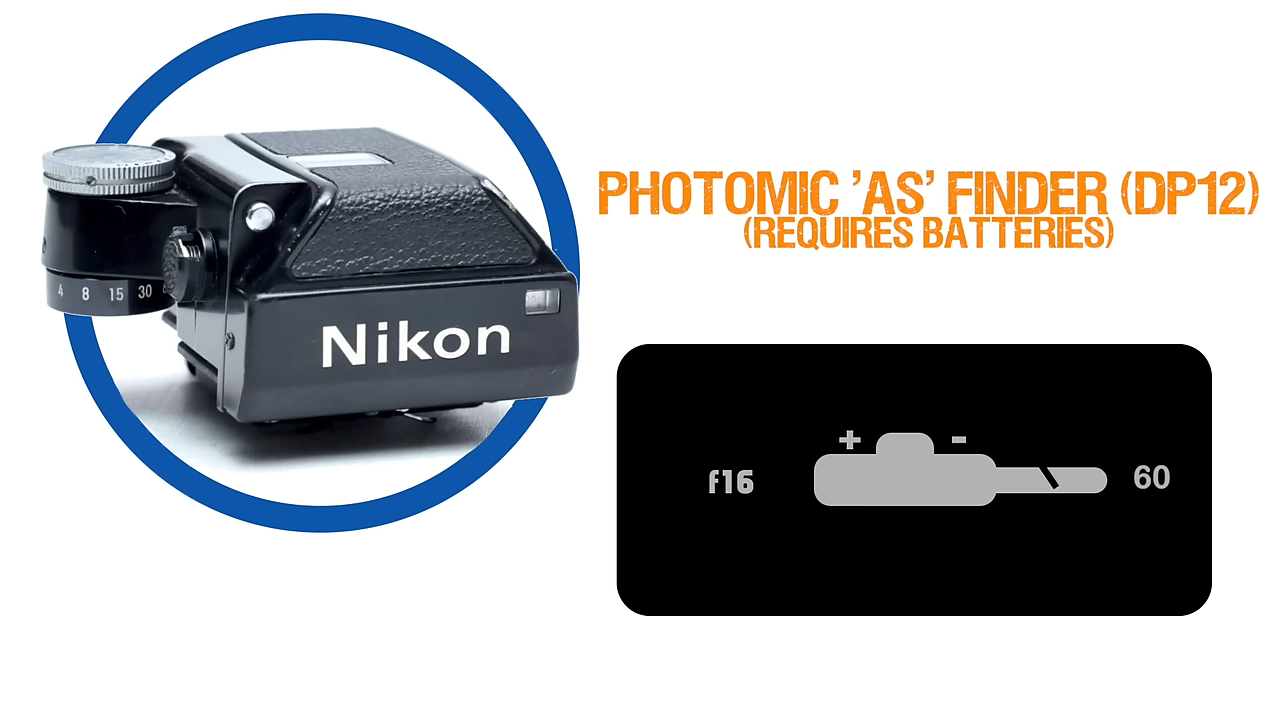 PHOTOMIC 'AS' FINDER (DP12)
(REQUIRES BATTERIES)
4 8 15 30
Nikon
+ -
f16
60